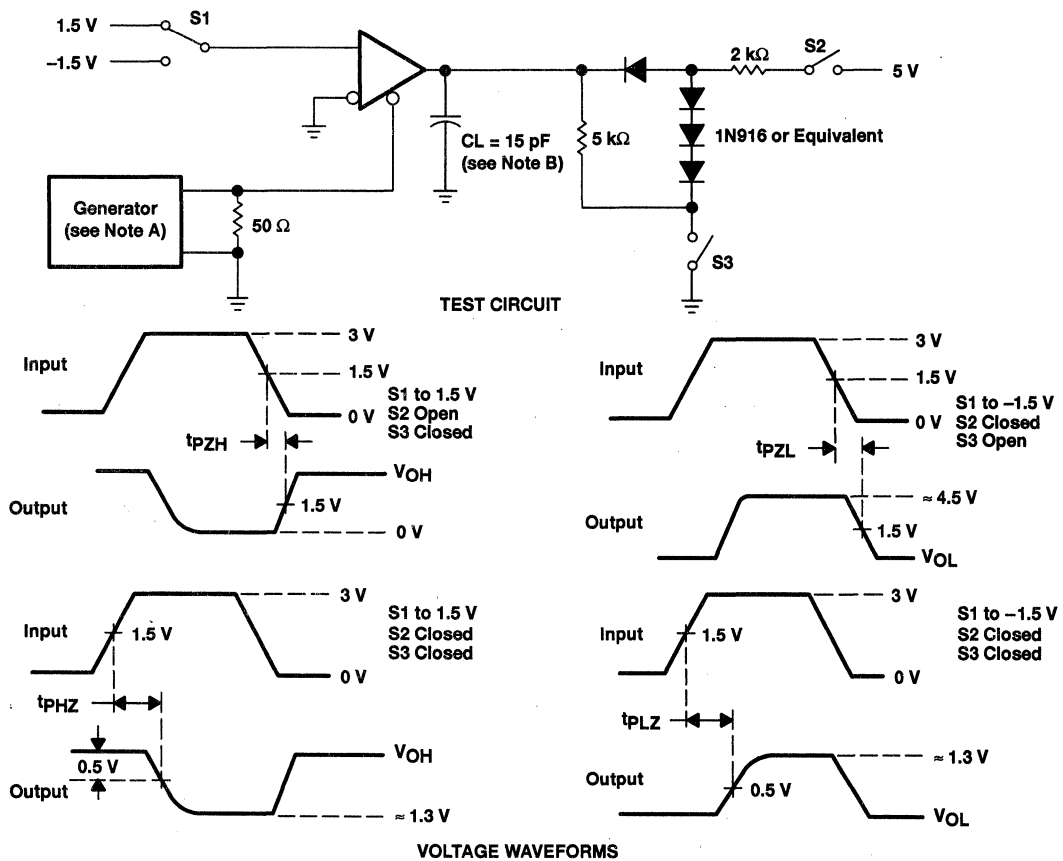 S1
1.5 V
–1.5 V
2 kΩ
S2
5 V
CL = 15 pF
(see Note B)
5 kΩ
1N916 or Equivalent
Generator
(see Note A)
50 Ω
S3
TEST CIRCUIT
Input
3 V
1.5 V
0 V
S1 to 1.5 V
S2 Open
S3 Closed
tPZH
Output
VOH
1.5 V
0 V
Input
3 V
1.5 V
0 V
S1 to –1.5 V
S2 Closed
S3 Open
tPZL
Output
≈ 4.5 V
1.5 V
VOL
Input
3 V
1.5 V
0 V
S1 to 1.5 V
S2 Closed
S3 Closed
tPHZ
0.5 V
Output
VOH
≈ 1.3 V
Input
3 V
1.5 V
0 V
S1 to –1.5 V
S2 Closed
S3 Closed
tPLZ
Output
≈ 1.3 V
0.5 V
VOL
VOLTAGE WAVEFORMS